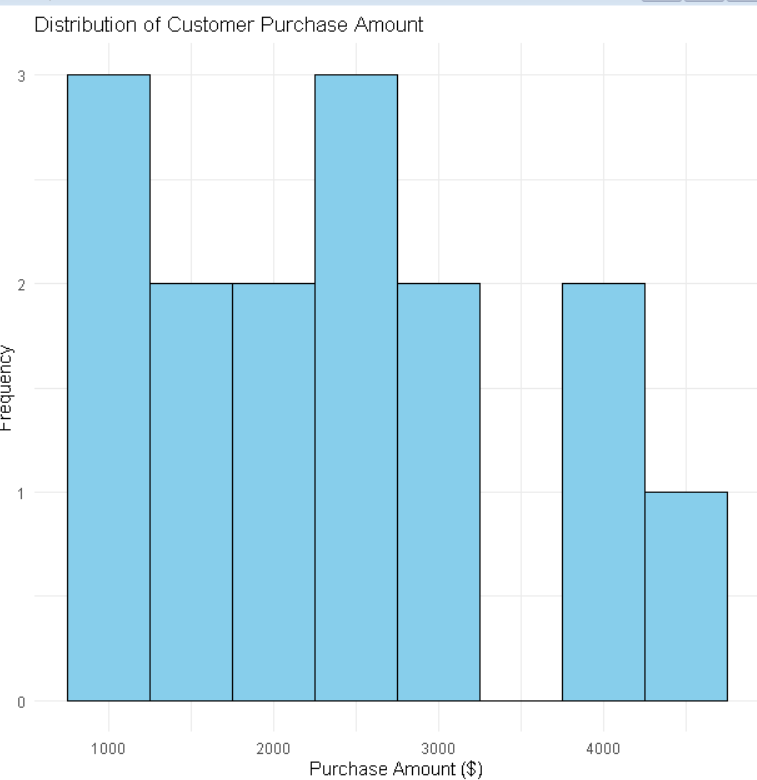 Distribution of Customer Purchase Amount
3
2
1
0
Frequency
1000 2000 3000 4000
Purchase Amount ($)